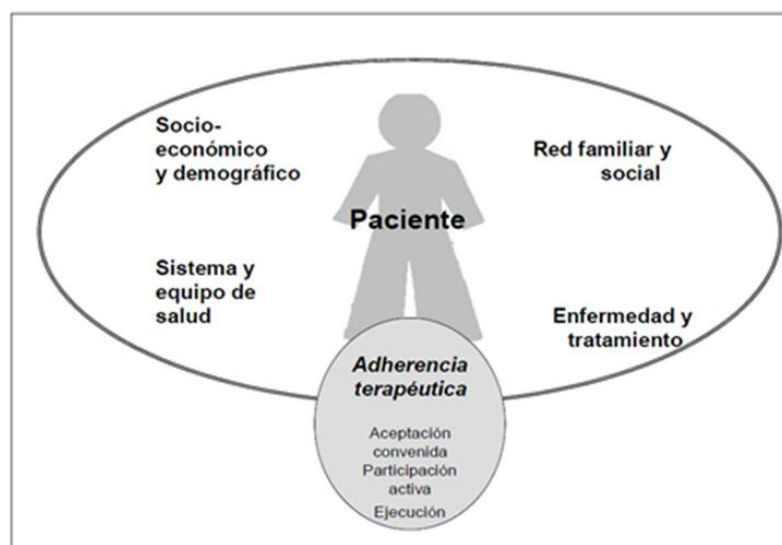 Socio-
económico
y demográfico
Red familiar y
social
Paciente
Sistema y
equipo de
salud
Enfermedad y
tratamiento
Adherencia
terapéutica
Aceptación
convenida
Participación
activa
Ejecución